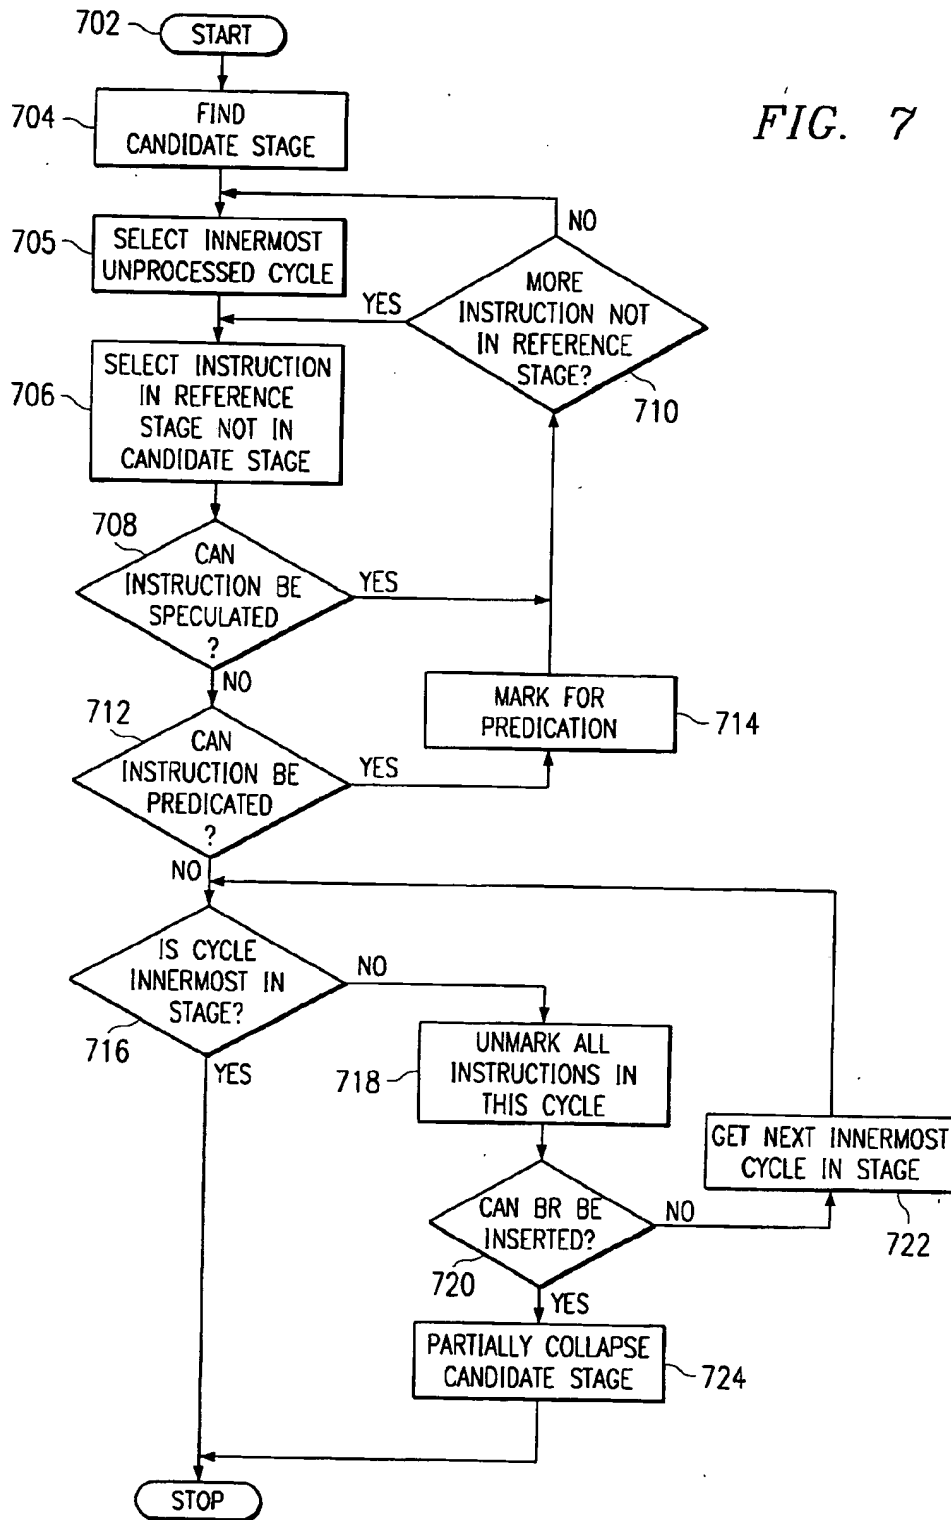 702
START
FIG. 7
704
FIND
CANDIDATE STAGE
NO
705
SELECT INNERMOST
UNPROCESSED CYCLE
MORE
INSTRUCTION NOT
IN REFERENCE
STAGE?
YES
710
706
SELECT INSTRUCTION
IN REFERENCE
STAGE NOT IN
CANDIDATE STAGE
708
CAN
INSTRUCTION BE
SPECULATED
?
YES
NO
MARK FOR
PREDICATION
714
712
CAN
INSTRUCTION BE
PREDICATED
?
YES
NO
IS CYCLE
INNERMOST IN
STAGE?
NO
716
YES
718
UNMARK ALL
INSTRUCTIONS IN
THIS CYCLE
GET NEXT INNERMOST
CYCLE IN STAGE
722
CAN BR BE
INSERTED?
NO
720
YES
PARTIALLY COLLAPSE
CANDIDATE STAGE
724
STOP